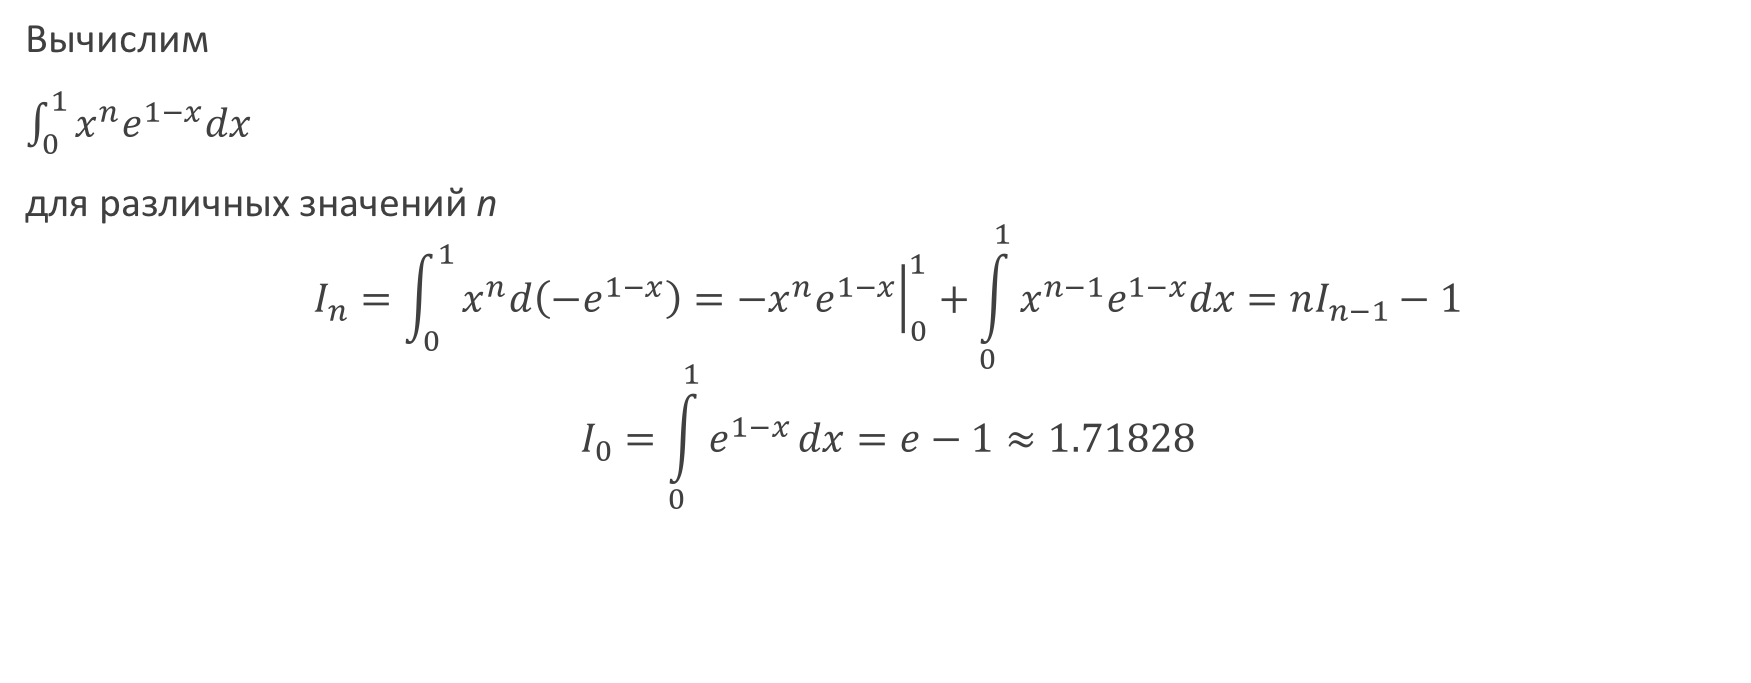 Вычислим
∫₀¹ xⁿe¹⁻ˣdx
для различных значений n
Iₙ = ∫₀¹ xⁿd(−e¹⁻ˣ) = −xⁿe¹⁻ˣ|₀¹ + ∫₀¹ xⁿ⁻¹e¹⁻ˣdx = nIₙ₋₁ − 1
I₀ = ∫₀¹ e¹⁻ˣ dx = e − 1 ≈ 1.71828